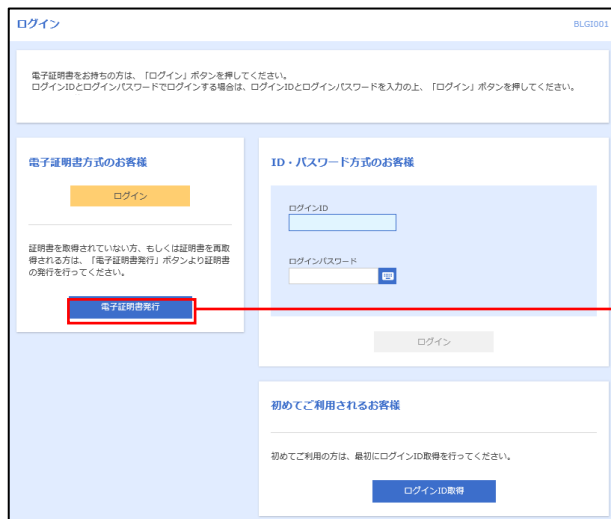 ログイン
BLGI001
電子証明書をお持ちの方は、「ログイン」ボタンを押してください。
ログインIDとログインパスワードでログインする場合は、ログインIDとログインパスワードを入力の上、「ログイン」ボタンを押してください。
電子証明書方式のお客様
ログイン
証明書を取得されていない方、もしくは証明書を再取
得される方は、「電子証明書発行」ボタンより証明書
の発行を行ってください。
電子証明書発行
ID・パスワード方式のお客様
ログインID
ログインパスワード
ログイン
初めてご利用されるお客様
初めてご利用の方は、最初にログインID取得を行ってください。
ログインID取得